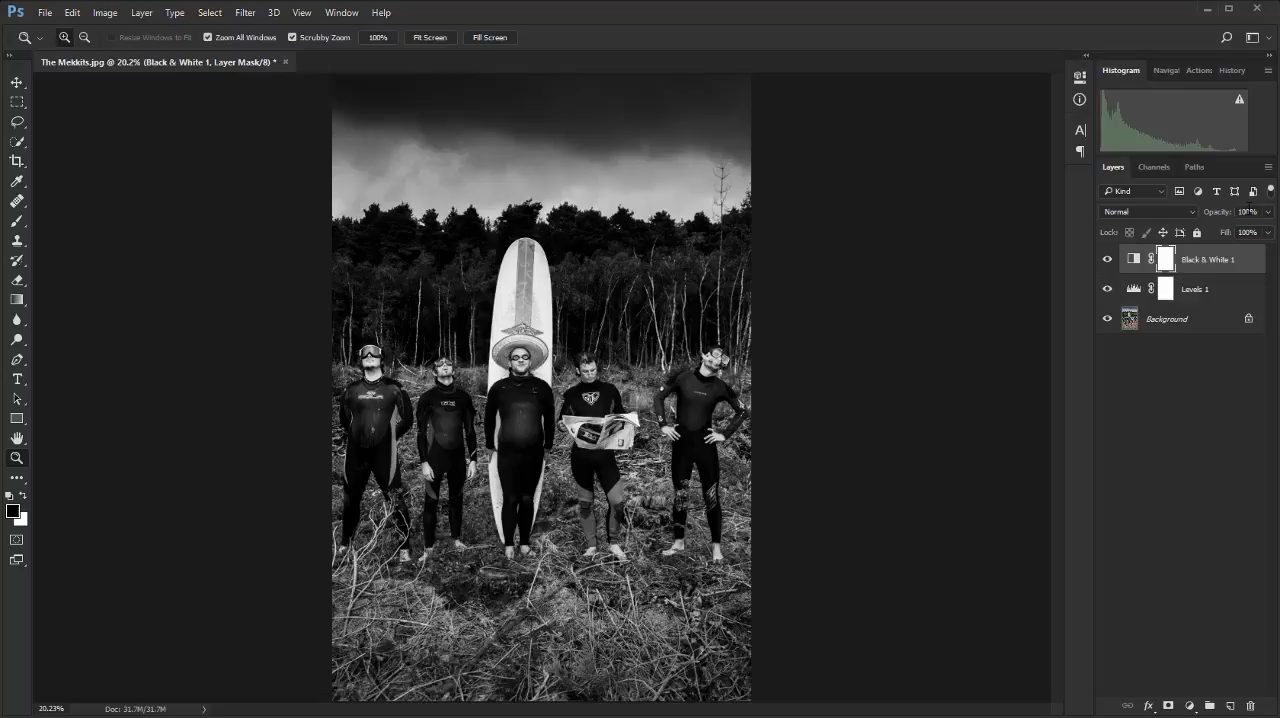 Ps File Edit Image Layer Type Select Filter 3D View Window Help
Resize Windows to Fit Zoom All Windows Scrubby Zoom 100% Fit Screen Fill Screen
The Mekkits.jpg @ 20.2% (Black & White 1, Layer Mask/8) *
Histogram Navigat Actions History
Layers Channels Paths
Kind
Normal Opacity: 100%
Lock: Fill: 100%
Black & White 1
Levels 1
Background
20.23% Doc: 31.7M/31.7M